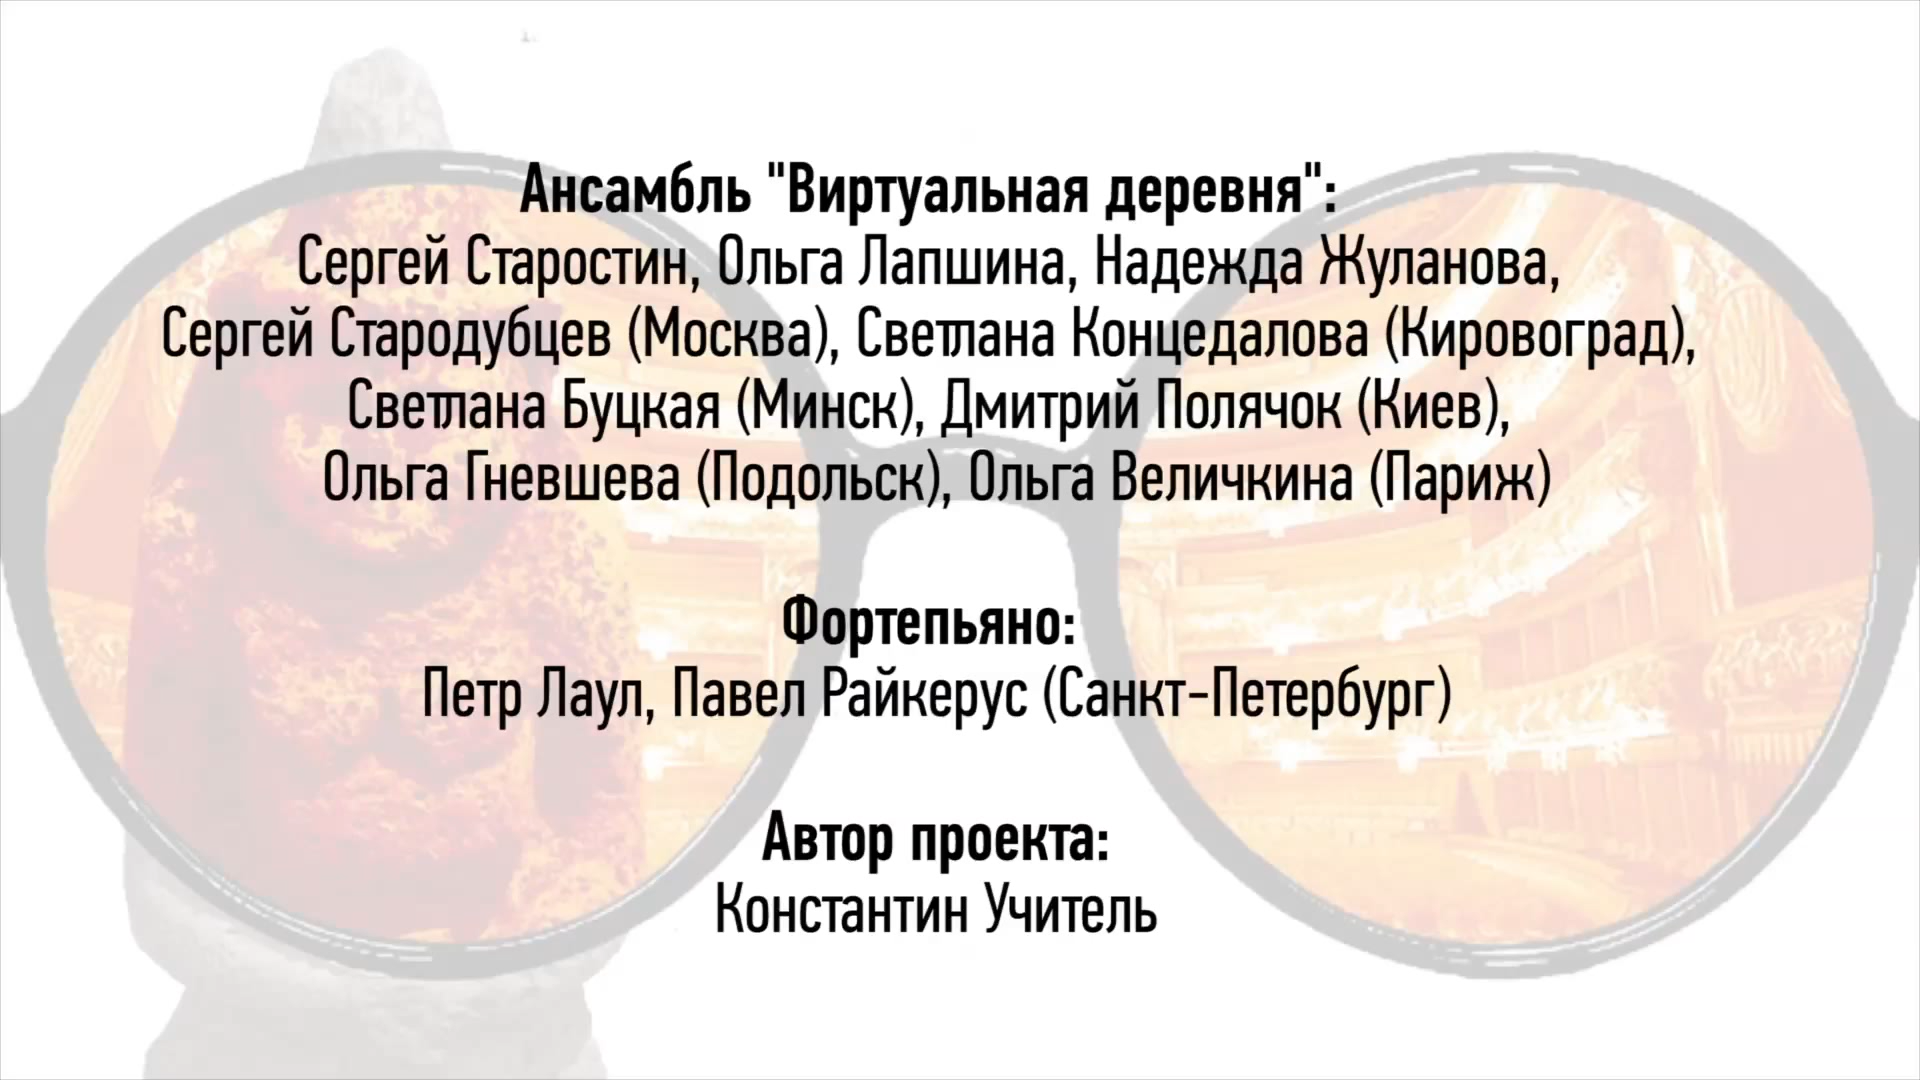 Ансамбль "Виртуальная деревня":
Сергей Старостин, Ольга Лапшина, Надежда Жуланова,
Сергей Стародубцев (Москва), Светлана Концедалова (Кировоград),
Светлана Буцкая (Минск), Дмитрий Полячок (Киев),
Ольга Гневшева (Подольск), Ольга Величкина (Париж)
Фортепьяно:
Петр Лаул, Павел Райкерус (Санкт-Петербург)
Автор проекта:
Константин Учитель